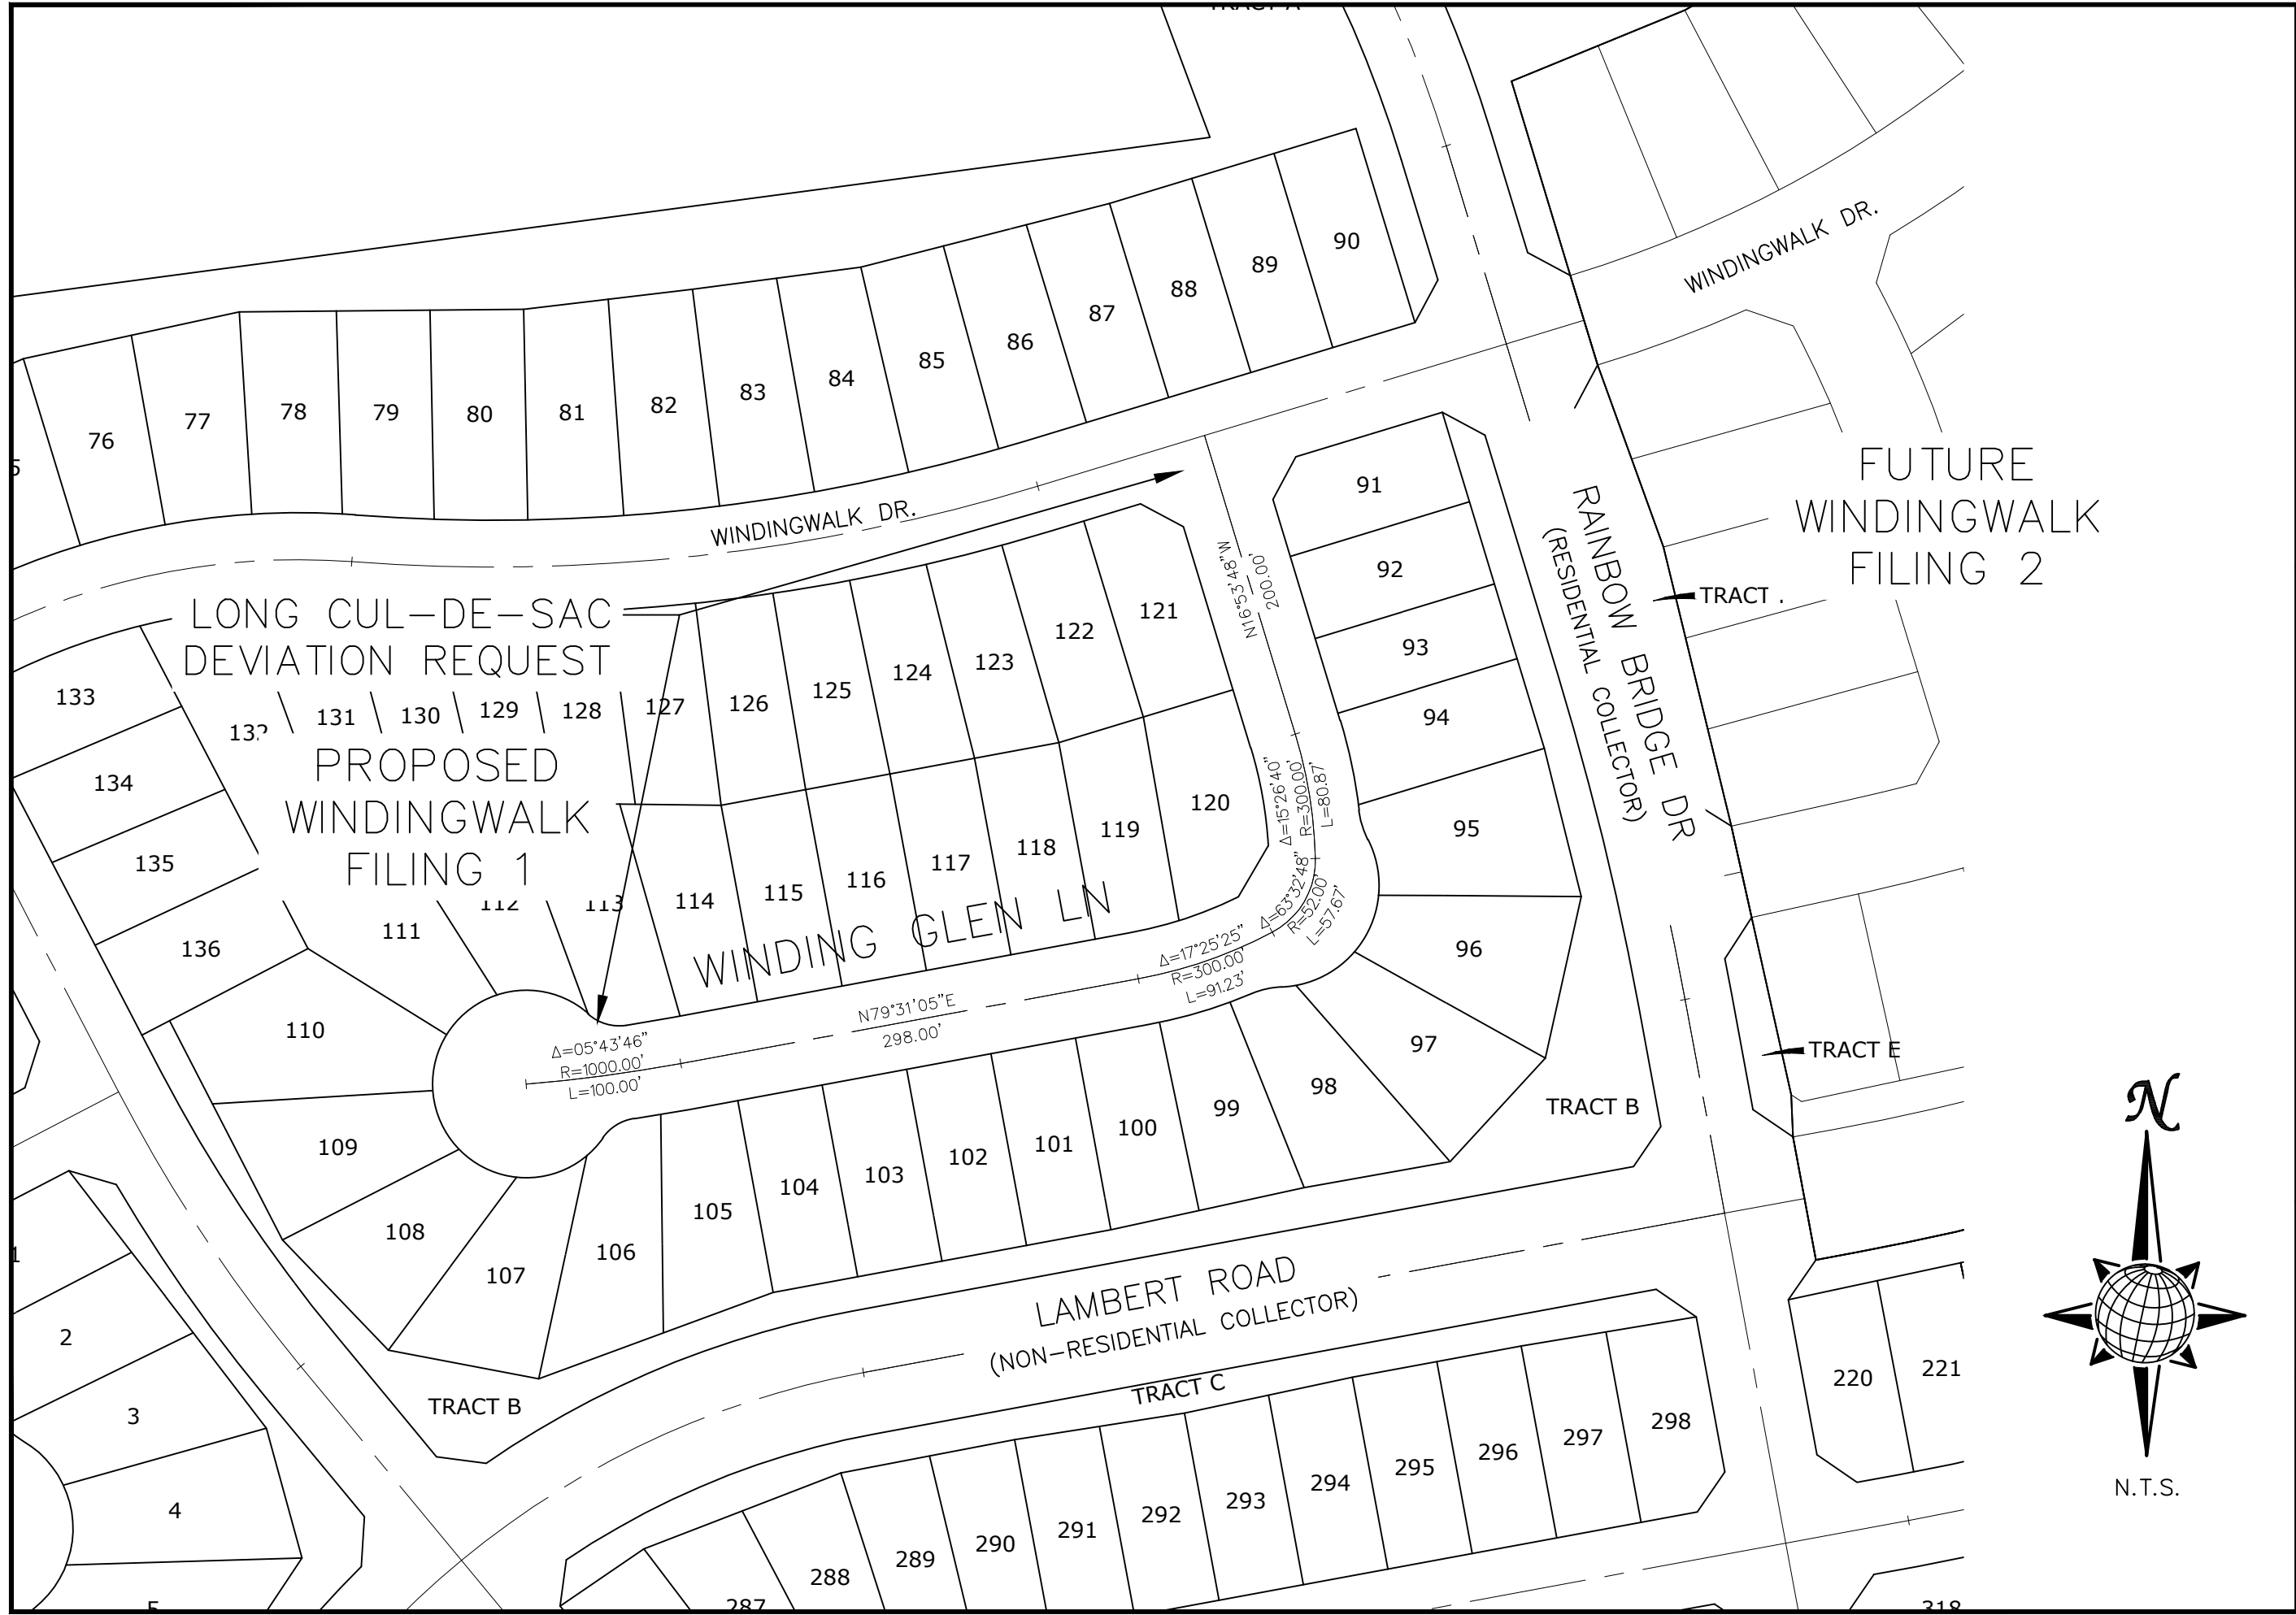 90
89
88
87
86
85
84
83
82
81
80
79
78
77
76
WINDINGWALK DR.
WINDINGWALK DR.
FUTURE
WINDINGWALK
FILING 2
RAINBOW BRIDGE DR
(RESIDENTIAL COLLECTOR)
TRACT
91
92
93
94
95
96
97
98
99
100
101
102
103
104
105
106
107
108
109
110
111
112
113
114
115
116
117
118
119
120
121
122
123
124
125
126
127
128
129
130
131
132
133
134
135
136
LONG CUL-DE-SAC
DEVIATION REQUEST
PROPOSED
WINDINGWALK
FILING 1
N16°53'48"W
200.00'
Δ=15°26'40"
R=300.00'
L=80.87'
Δ=63°32'48"
R=52.00'
L=57.67'
Δ=17°25'25"
R=300.00'
L=91.23'
WINDING GLEN LN
N79°31'05"E
298.00'
Δ=05°43'46"
R=1000.00'
L=100.00'
TRACT E
TRACT B
TRACT B
LAMBERT ROAD
(NON-RESIDENTIAL COLLECTOR)
TRACT C
2
3
4
287
288
289
290
291
292
293
294
295
296
297
298
220
221
318
N
N.T.S.